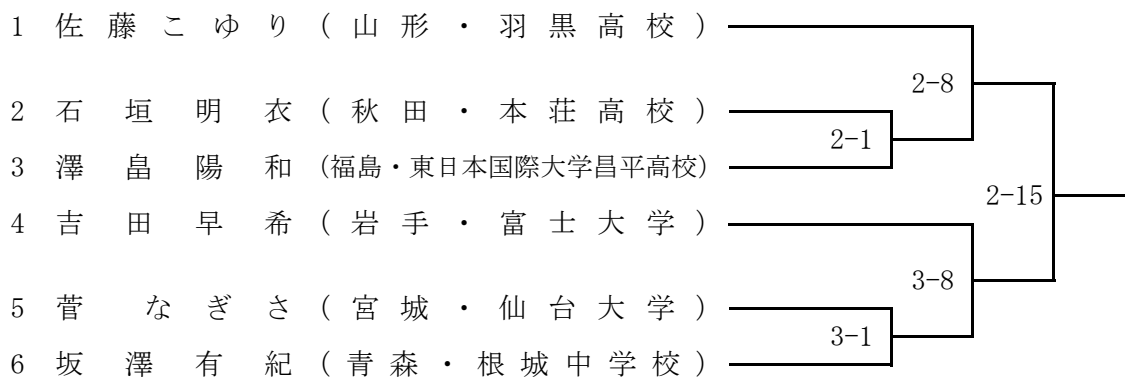 1 佐藤こゆり (山形・羽黒高校)
2-8
2 石垣明衣 (秋田・本荘高校)
2-1
3 澤畠陽和 (福島・東日本国際大学昌平高校)
2-15
4 吉田早希 (岩手・富士大学)
3-8
5 菅なぎさ (宮城・仙台大学)
3-1
6 坂澤有紀 (青森・根城中学校)